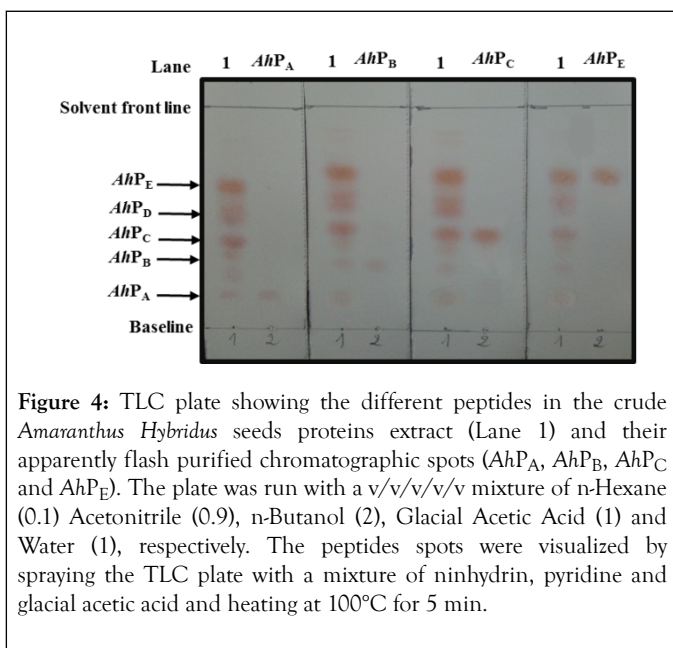 Lane 1 AhPA 1 AhPB 1 AhPC 1 AhPE
Solvent front line
AhPE
AhPD
AhPC
AhPB
AhPA
Baseline
1 2 1 2 1 2 1 2
Figure 4: TLC plate showing the different peptides in the crude
Amaranthus Hybridus seeds proteins extract (Lane 1) and their
apparently flash purified chromatographic spots (AhPA, AhPB, AhPC
and AhPE). The plate was run with a v/v/v/v/v mixture of n-Hexane
(0.1) Acetonitrile (0.9), n-Butanol (2), Glacial Acetic Acid (1) and
Water (1), respectively. The peptides spots were visualized by
spraying the TLC plate with a mixture of ninhydrin, pyridine and
glacial acetic acid and heating at 100°C for 5 min.